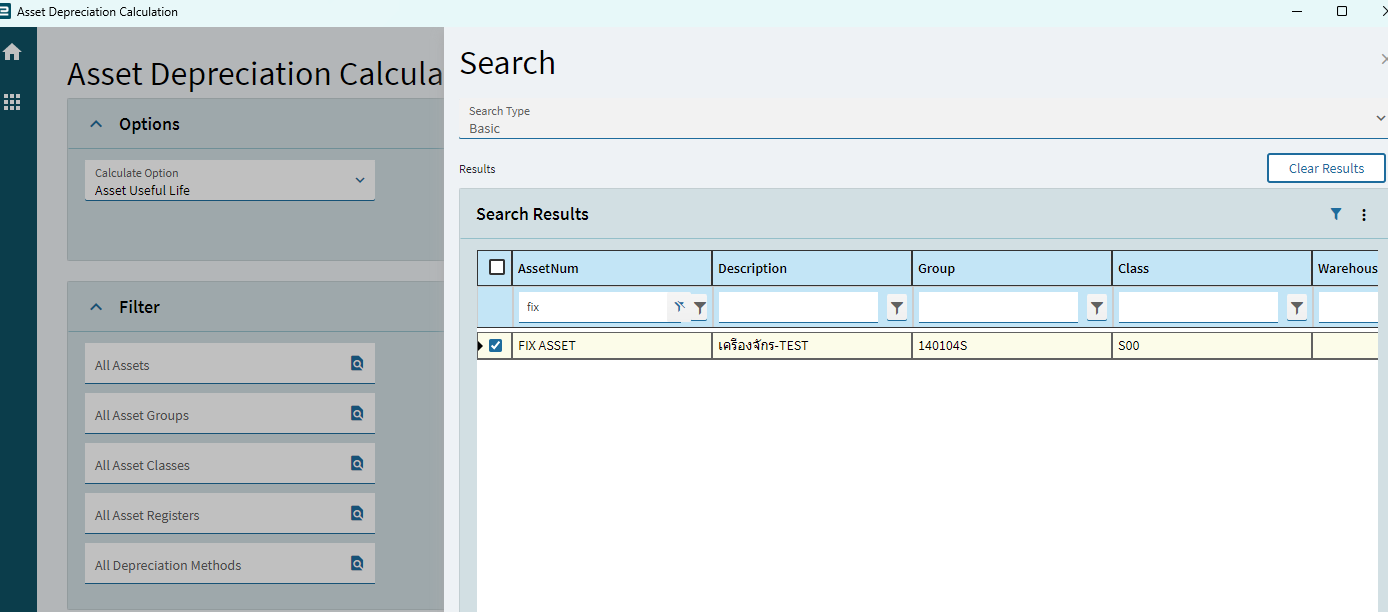 Asset Depreciation Calculation
Asset Depreciation Calcula
Options
Calculate Option
Asset Useful Life
Filter
All Assets
All Asset Groups
All Asset Classes
All Asset Registers
All Depreciation Methods
Search
Search Type
Basic
Results
Clear Results
Search Results
AssetNum Description Group Class Warehous
fix
FIX ASSET เครื่องจักร-TEST 140104S S00